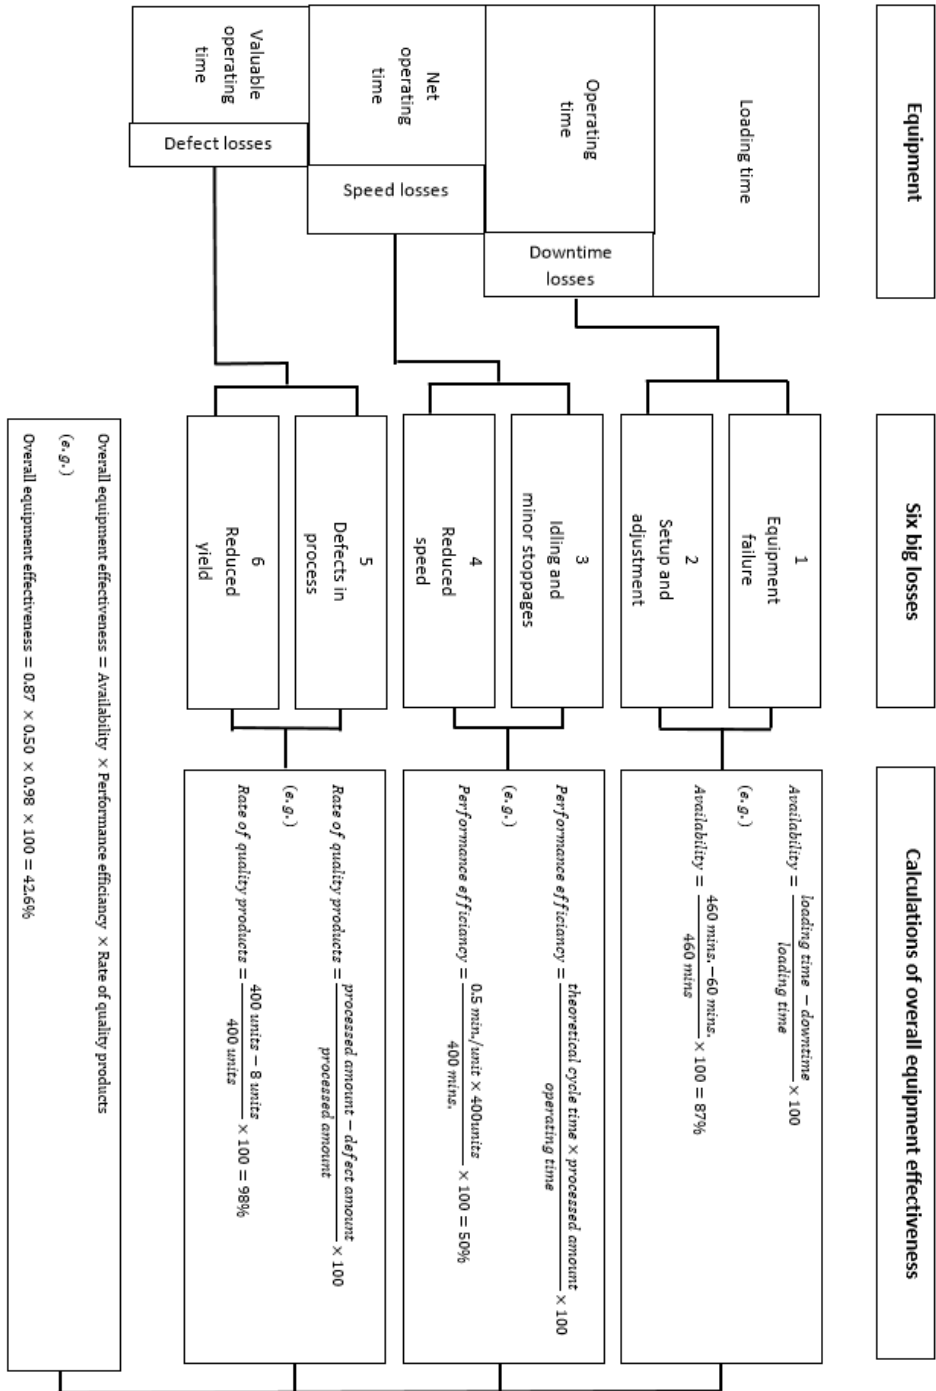 Equipment
Six big losses
Calculations of overall equipment effectiveness
Loading time
Operating
time
Downtime
losses
Net
operating
time
Speed losses
Valuable
operating
time
Defect losses
1
Equipment
failure
2
Setup and
adjustment
3
Idling and
minor stoppages
4
Reduced
speed
5
Defects in
process
6
Reduced
yield
Availability = loading time − downtime / loading time × 100
(e.g.)
Availability = 460 mins.−60 mins. / 460 mins × 100 = 87%
Performance efficiancy = theoretical cycle time × processed amount / operating time × 100
(e.g.)
Performance efficiancy = 0.5 min./unit × 400units / 400 mins. × 100 = 50%
Rate of quality products = processed amount − defect amount / processed amount × 100
(e.g.)
Rate of quality products = 400 units − 8 units / 400 units × 100 = 98%
Overall equipment effectiveness = Availability × Performance efficiancy × Rate of quality products
(e.g.)
Overall equipment effectiveness = 0.87 × 0.50 × 0.98 × 100 = 42.6%